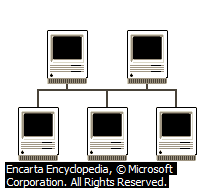 Encarta Encyclopedia, © Microsoft
Corporation. All Rights Reserved.